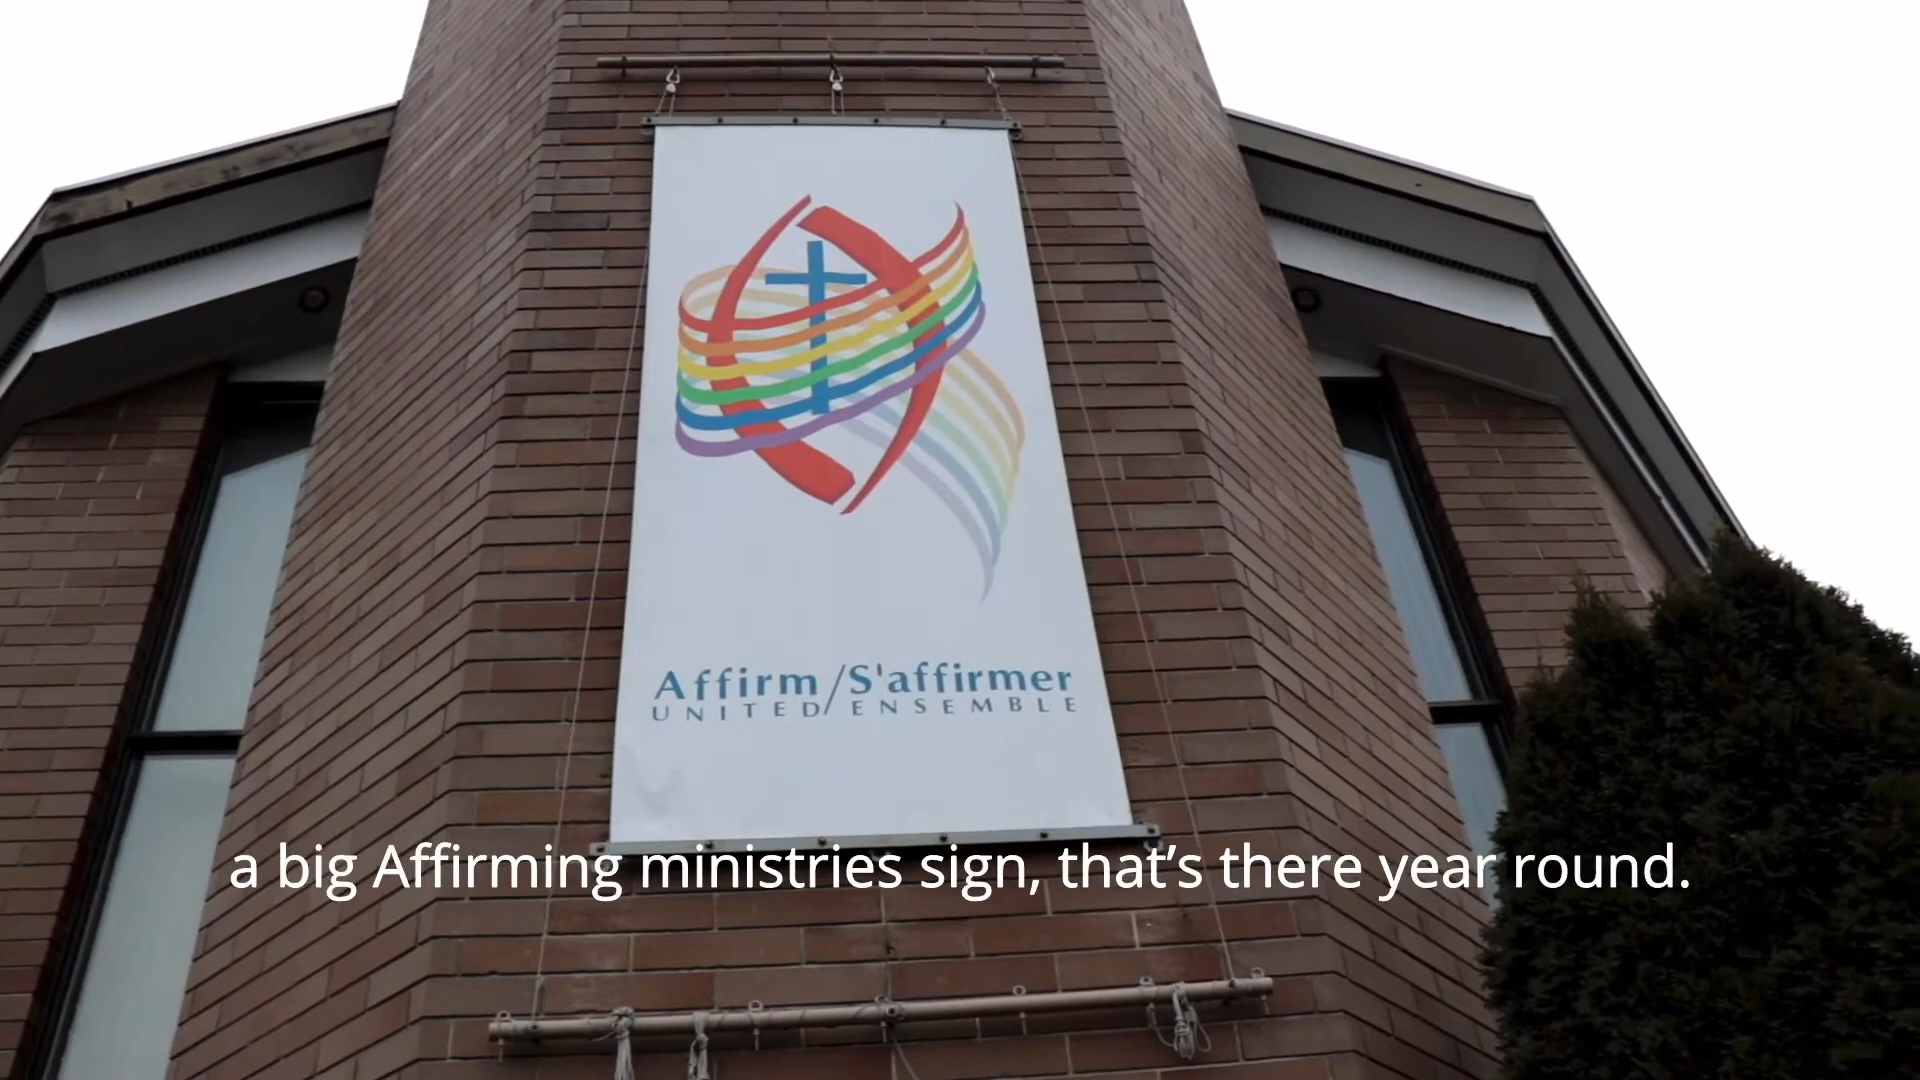 Affirm/S'affirmer
UNITED/ENSEMBLE
a big Affirming ministries sign, that’s there year round.